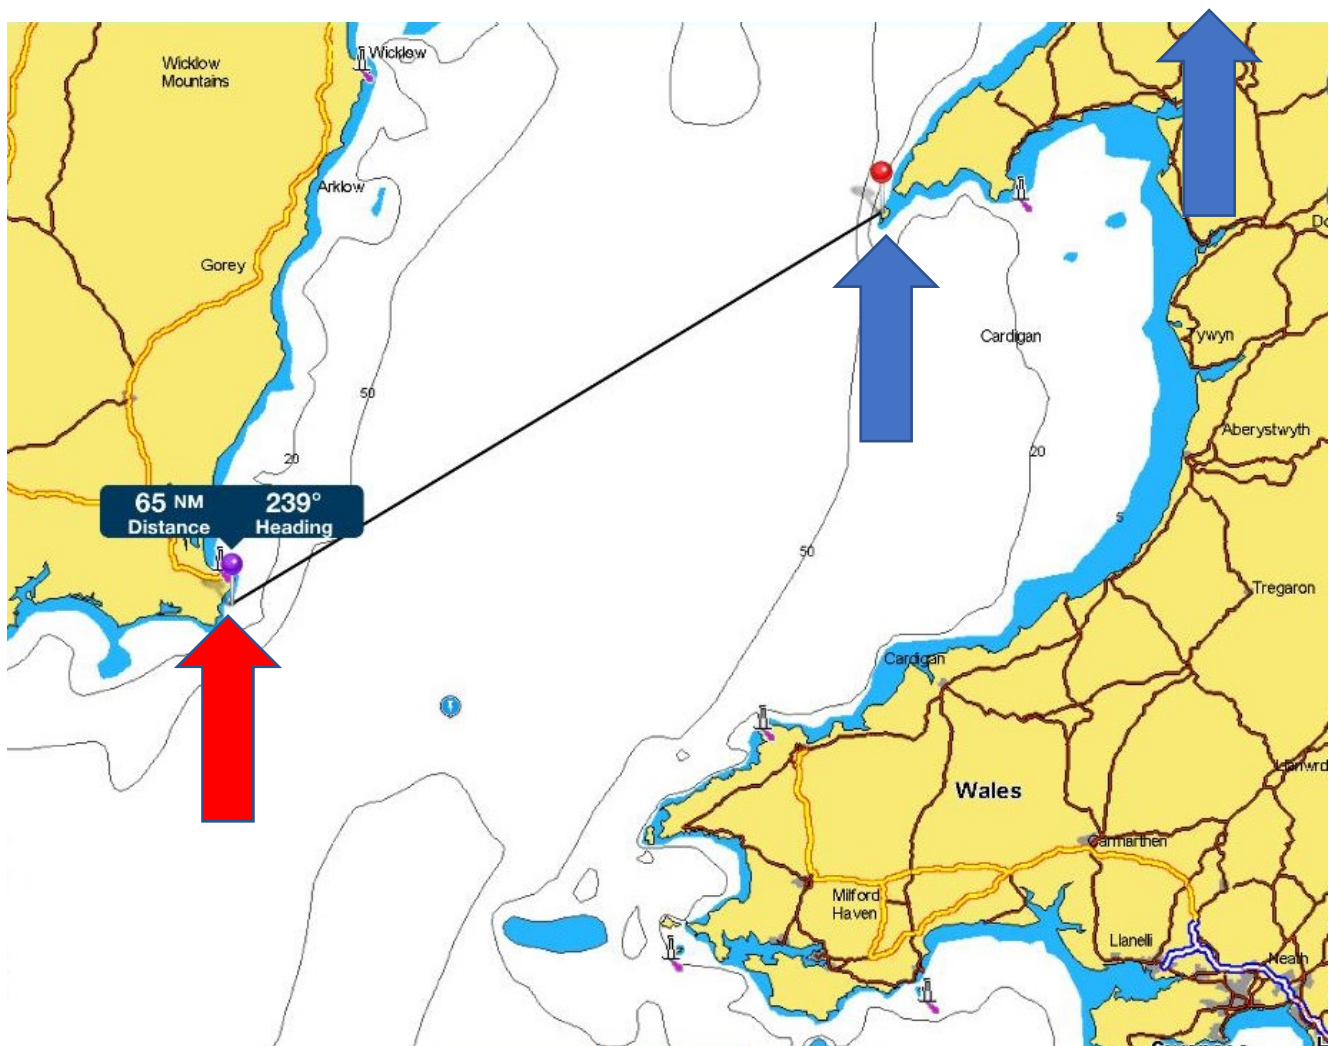 Wicklow
Wicklow
Mountains
Arklow
Gorey
Cardigan
Tywyn
50
20
Aberystwyth
20
65 NM
Distance
239°
Heading
5
50
Tregaron
Cardigan
Wales
Carmarthen
Milford
Haven
Llanelli
Neath